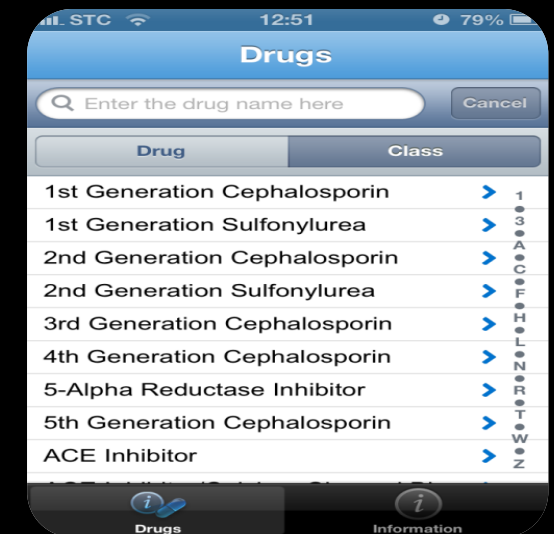 STC 12:51 79%
Drugs
Enter the drug name here Cancel
Drug Class
1st Generation Cephalosporin
1st Generation Sulfonylurea
2nd Generation Cephalosporin
2nd Generation Sulfonylurea
3rd Generation Cephalosporin
4th Generation Cephalosporin
5-Alpha Reductase Inhibitor
5th Generation Cephalosporin
ACE Inhibitor
1
3
A
C
F
H
L
N
R
T
W
Z
Drugs Information